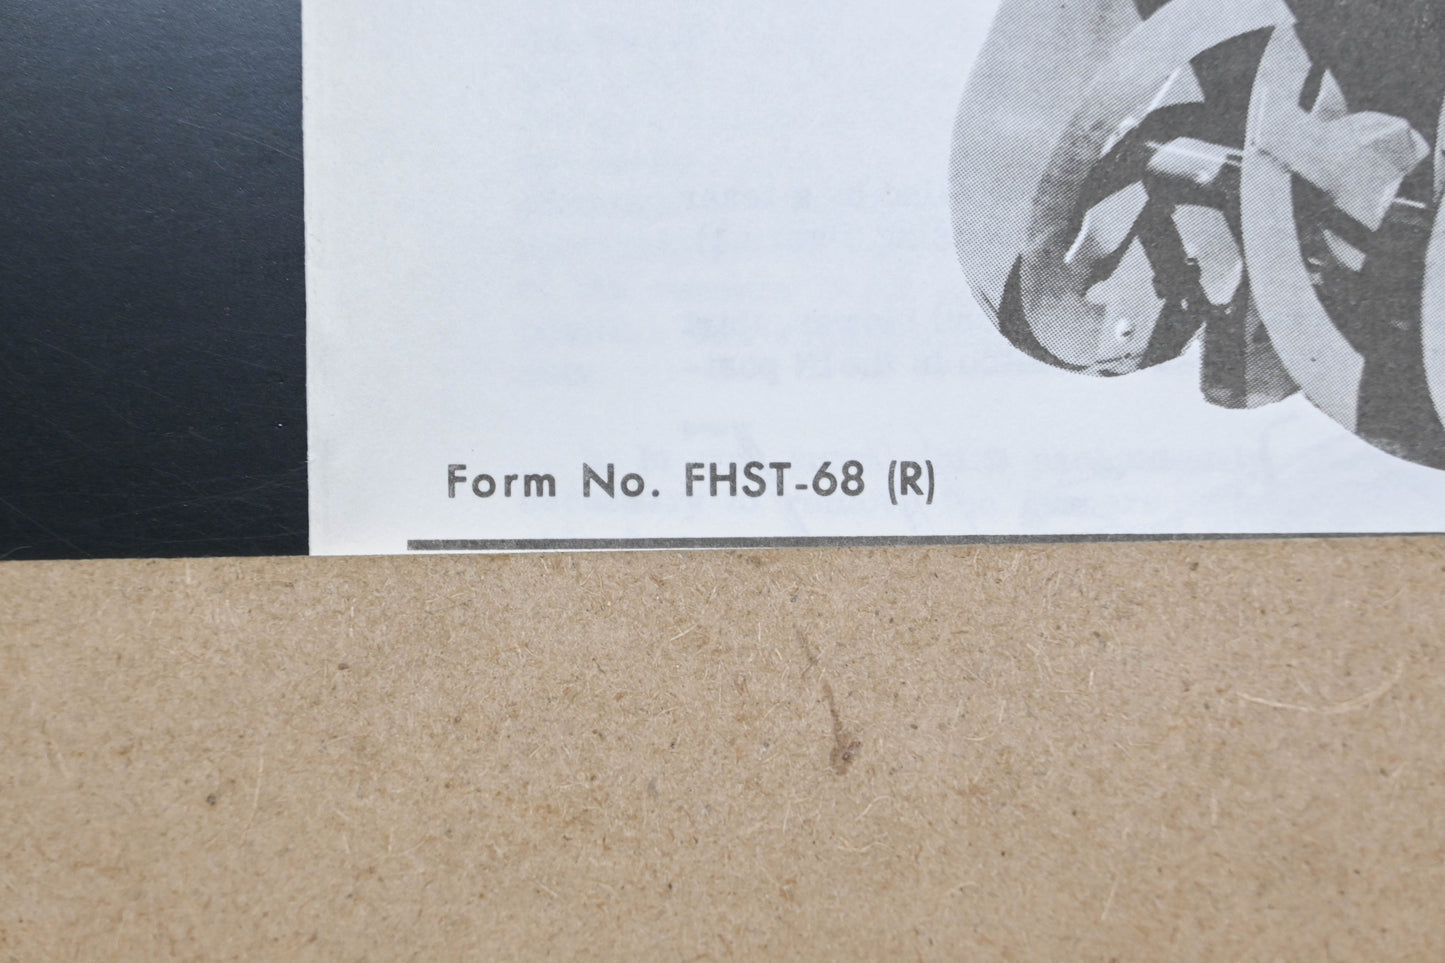 Form No. FHST-68 (R)